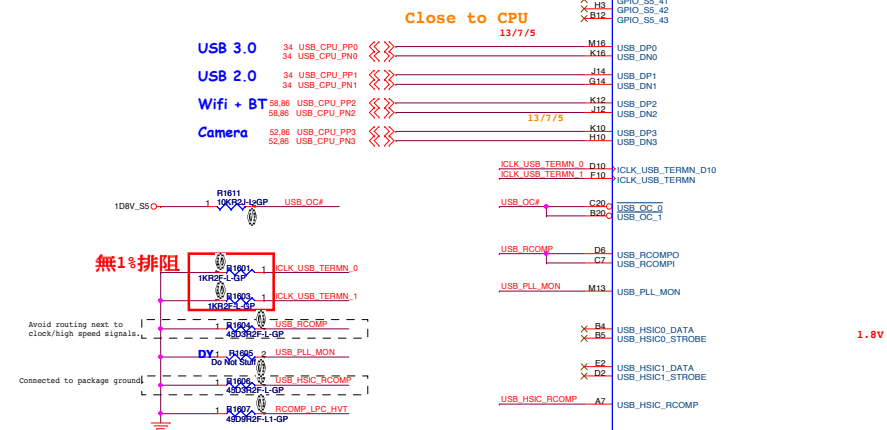 H3 GPIO_S5_42
B12 GPIO_S5_43
Close to CPU
13/7/5
USB 3.0 34 USB_CPU_PP0 M16 USB_DP0
34 USB_CPU_PN0 K16 USB_DN0
USB 2.0 34 USB_CPU_PP1 J14 USB_DP1
34 USB_CPU_PN1 G14 USB_DN1
Wifi + BT 58,86 USB_CPU_PP2 K12 USB_DP2
58,86 USB_CPU_PN2 J12 USB_DN2
13/7/5
Camera 52,86 USB_CPU_PP3 K10 USB_DP3
52,86 USB_CPU_PN3 H10 USB_DN3
ICLK_USB_TERMN_0 D10 ICLK_USB_TERMN_D10
ICLK_USB_TERMN_1 F10 ICLK_USB_TERMN
R1611
1D8V_S5 1 10KR2J-L-GP USB_OC# USB_OC# C20 USB_OC_0
B20 USB_OC_1
USB_RCOMP D6 USB_RCOMPO
C7 USB_RCOMPI
無1%排阻
R1601 1 ICLK_USB_TERMN_0
1KR2F-L-GP
USB_PLL_MON M13 USB_PLL_MON
R1603 1 ICLK_USB_TERMN_1
1KR2F-L-GP
Avoid routing next to
clock/high speed signals.
1 R1604 USB_RCOMP
45D3R2F-L-GP
B4 USB_HSIC0_DATA
B5 USB_HSIC0_STROBE
1.8V
DY 1 R1605 2 USB_PLL_MON
Do Not Stuff
E2 USB_HSIC1_DATA
D2 USB_HSIC1_STROBE
Connected to package ground.
1 R1606 USB_HSIC_RCOMP
45D3R2F-L-GP
USB_HSIC_RCOMP A7 USB_HSIC_RCOMP
1 R1607 RCOMP_LPC_HVT
49D9R2F-L1-GP